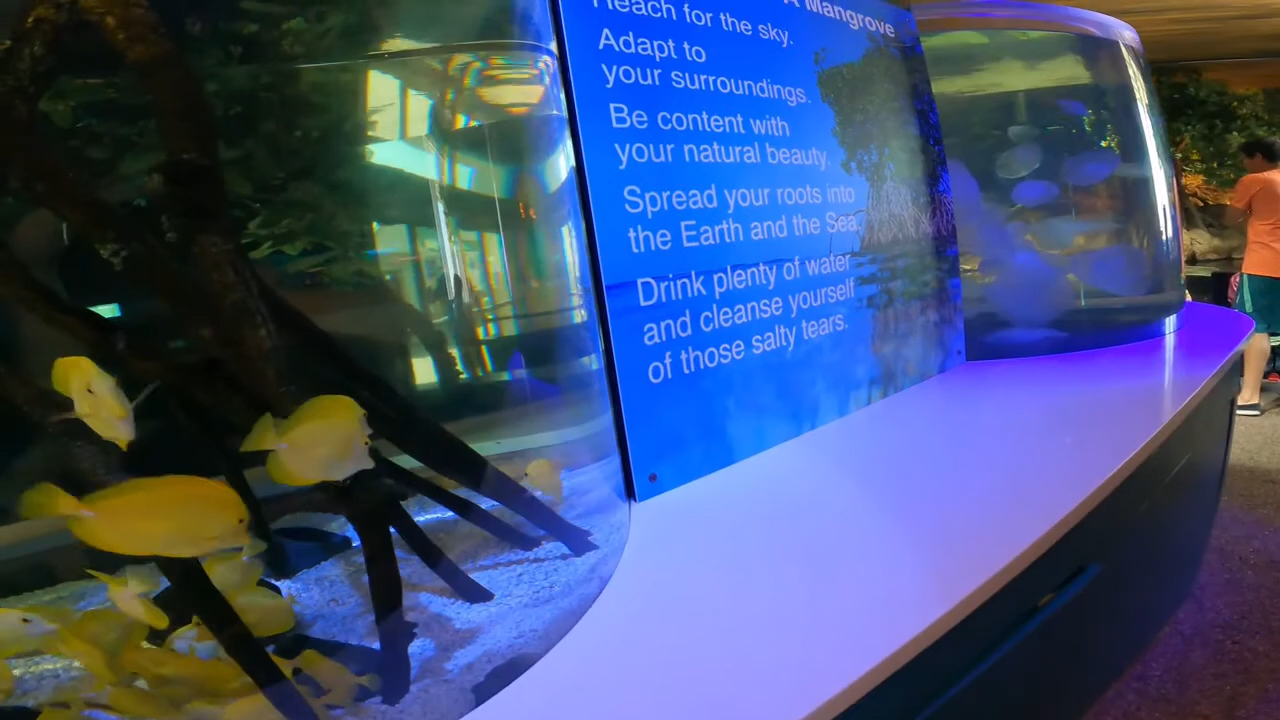 A Mangrove
Reach for the sky.
Adapt to
your surroundings.
Be content with
your natural beauty.
Spread your roots into
the Earth and the Sea.
Drink plenty of water
and cleanse yourself
of those salty tears.